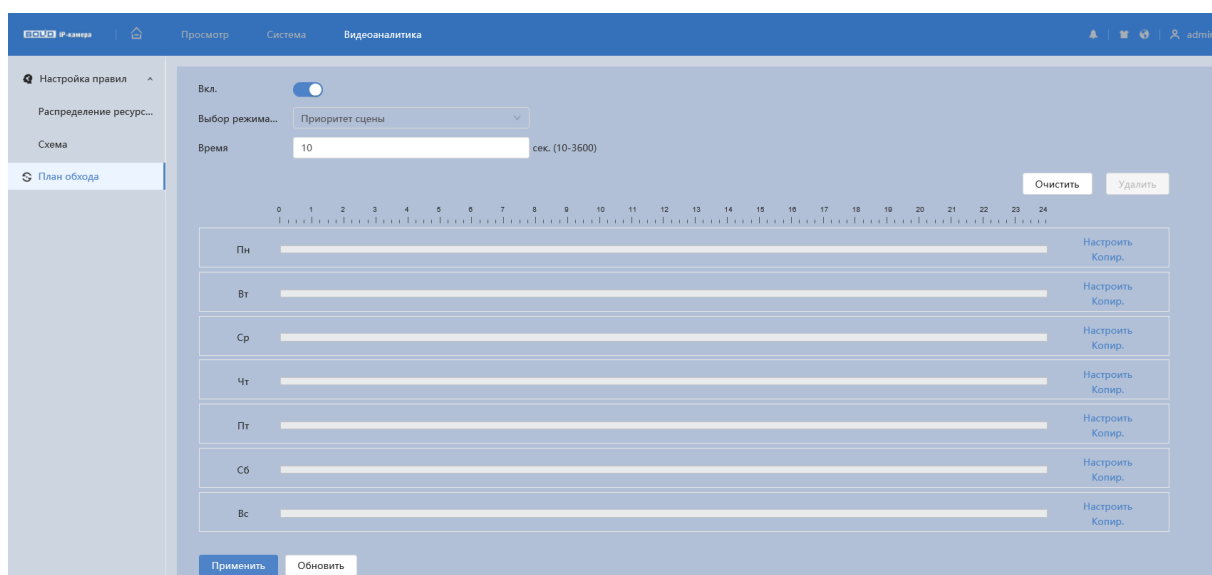 BOLID IP-камера Просмотр Система Видеоаналитика admin
Настройка правил
Распределение ресурс...
Схема
План обхода
Вкл.
Выбор режима... Приоритет сцены
Время 10 сек. (10-3600)
Очистить Удалить
0 1 2 3 4 5 6 7 8 9 10 11 12 13 14 15 16 17 18 19 20 21 22 23 24
Пн Настроить
Копир.
Вт Настроить
Копир.
Ср Настроить
Копир.
Чт Настроить
Копир.
Пт Настроить
Копир.
Сб Настроить
Копир.
Вс Настроить
Копир.
Применить Обновить